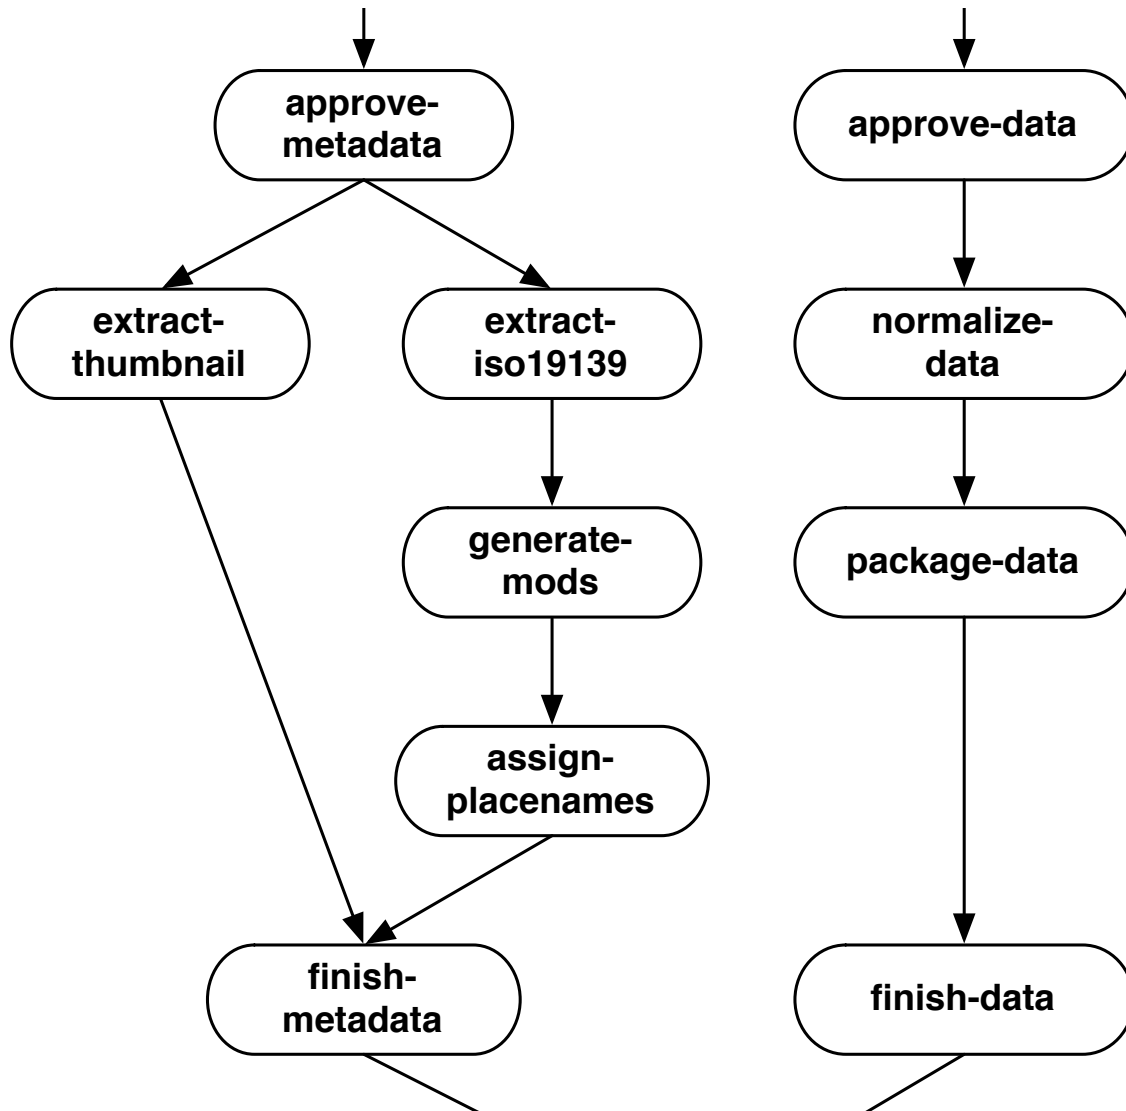 approve-
metadata
approve-data
extract-
thumbnail
extract-
iso19139
normalize-
data
generate-
mods
package-data
assign-
placenames
finish-
metadata
finish-data